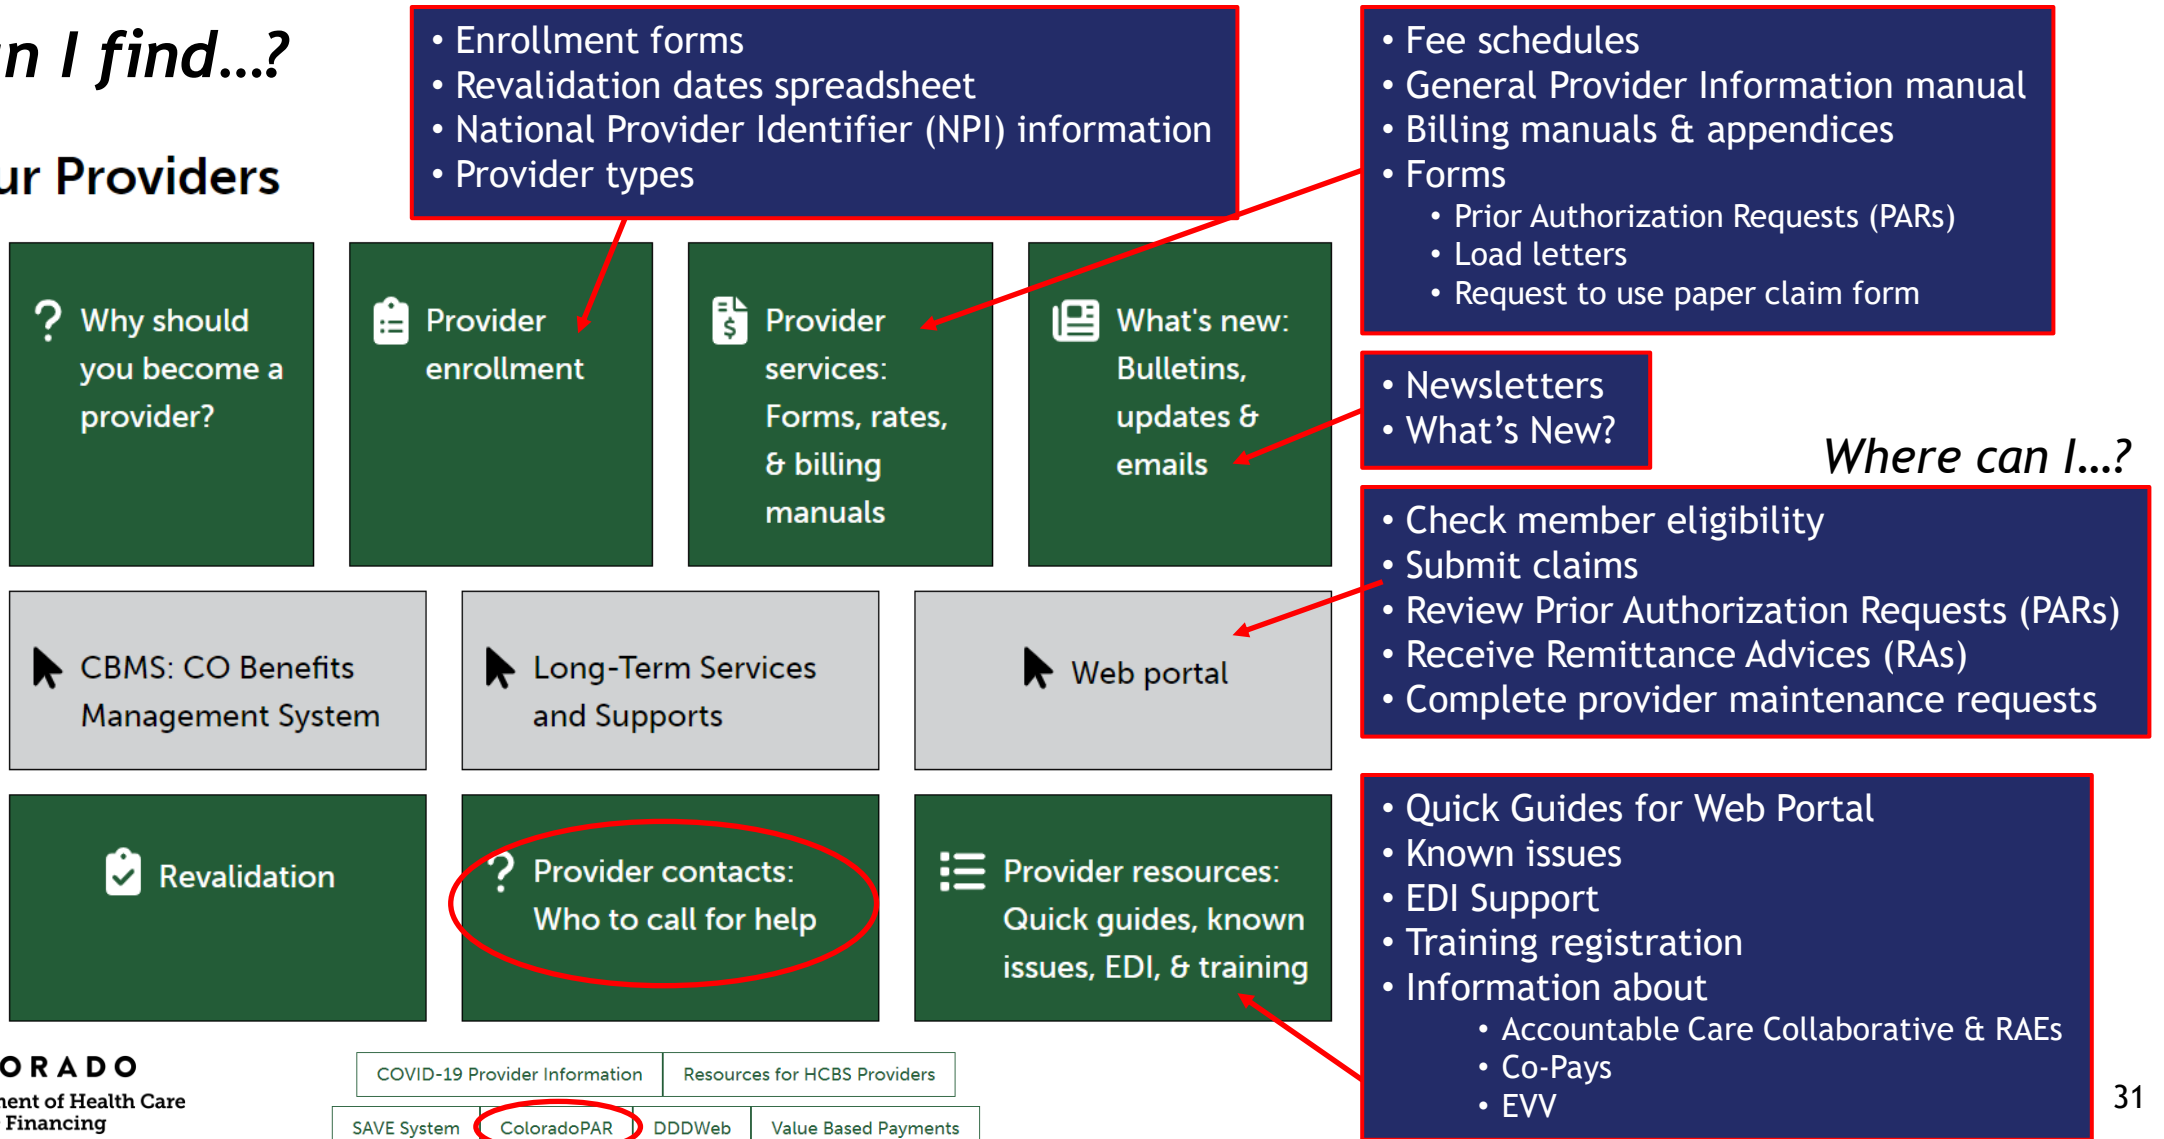 n I find...?
ur Providers
• Enrollment forms
• Revalidation dates spreadsheet
• National Provider Identifier (NPI) information
• Provider types
• Fee schedules
• General Provider Information manual
• Billing manuals & appendices
• Forms
• Prior Authorization Requests (PARs)
• Load letters
• Request to use paper claim form
? Why should
you become a
provider?
Provider
enrollment
Provider
services:
Forms, rates,
& billing
manuals
What's new:
Bulletins,
updates &
emails
• Newsletters
• What’s New?
Where can I...?
• Check member eligibility
• Submit claims
• Review Prior Authorization Requests (PARs)
• Receive Remittance Advices (RAs)
• Complete provider maintenance requests
CBMS: CO Benefits
Management System
Long-Term Services
and Supports
Web portal
Revalidation
? Provider contacts:
Who to call for help
Provider resources:
Quick guides, known
issues, EDI, & training
• Quick Guides for Web Portal
• Known issues
• EDI Support
• Training registration
• Information about
• Accountable Care Collaborative & RAEs
• Co-Pays
• EVV
ORADO
ment of Health Care
Financing
COVID-19 Provider Information
Resources for HCBS Providers
SAVE System
ColoradoPAR
DDDWeb
Value Based Payments
31